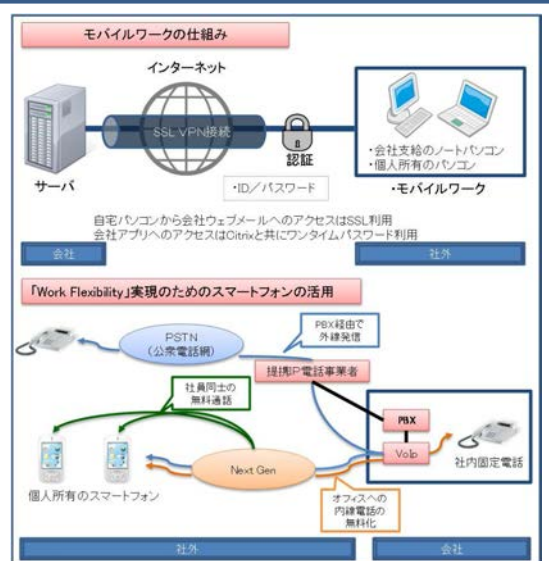 モバイルワークの仕組み
インターネット
SSL VPN接続
認証
・ID／パスワード
サーバ
・会社支給のノートパソコン
・個人所有のパソコン
・モバイルワーク
自宅パソコンから会社ウェブメールへのアクセスはSSL利用
会社アプリへのアクセスはCitrixと共にワンタイムパスワード利用
会社
社外
「Work Flexibility」実現のためのスマートフォンの活用
PSTN
（公衆電話網）
PBX経由で
外線発信
提携IP電話事業者
社員同士の
無料通話
PBX
VoIp
社内固定電話
Next Gen
個人所有のスマートフォン
オフィスへの
内線電話の
無料化
社外
会社